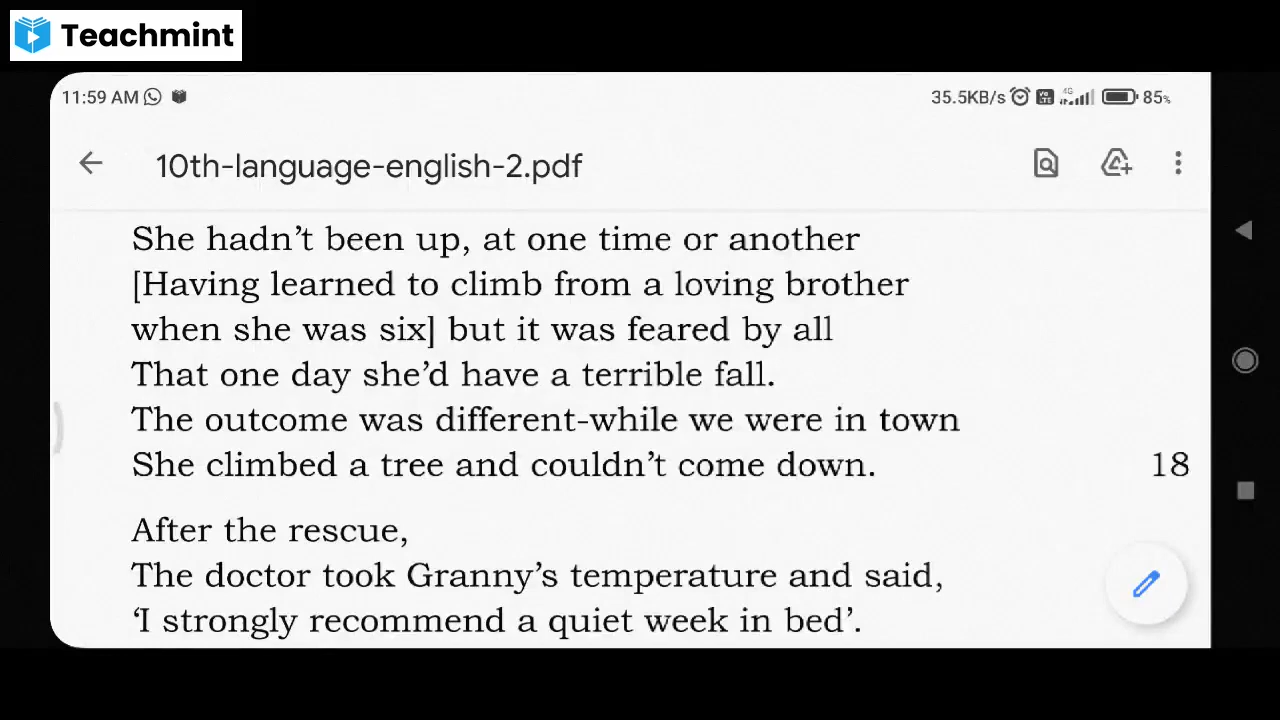 Teachmint
11:59 AM
35.5KB/s 4G 85%
10th-language-english-2.pdf
She hadn't been up, at one time or another
[Having learned to climb from a loving brother
when she was six] but it was feared by all
That one day she'd have a terrible fall.
The outcome was different-while we were in town
She climbed a tree and couldn't come down. 18
After the rescue,
The doctor took Granny's temperature and said,
‘I strongly recommend a quiet week in bed’.